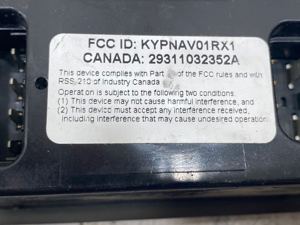 FCC ID: KYPNAV01RX1
CANADA: 29311032352A
This device complies with Part of the FCC rules and with
RSS 210 of Industry Canada
Operation is subject to the following two conditions:
(1) This device may not cause harmful interference, and
(2) This device must accept any interference received,
including interference that may cause undesired operation.